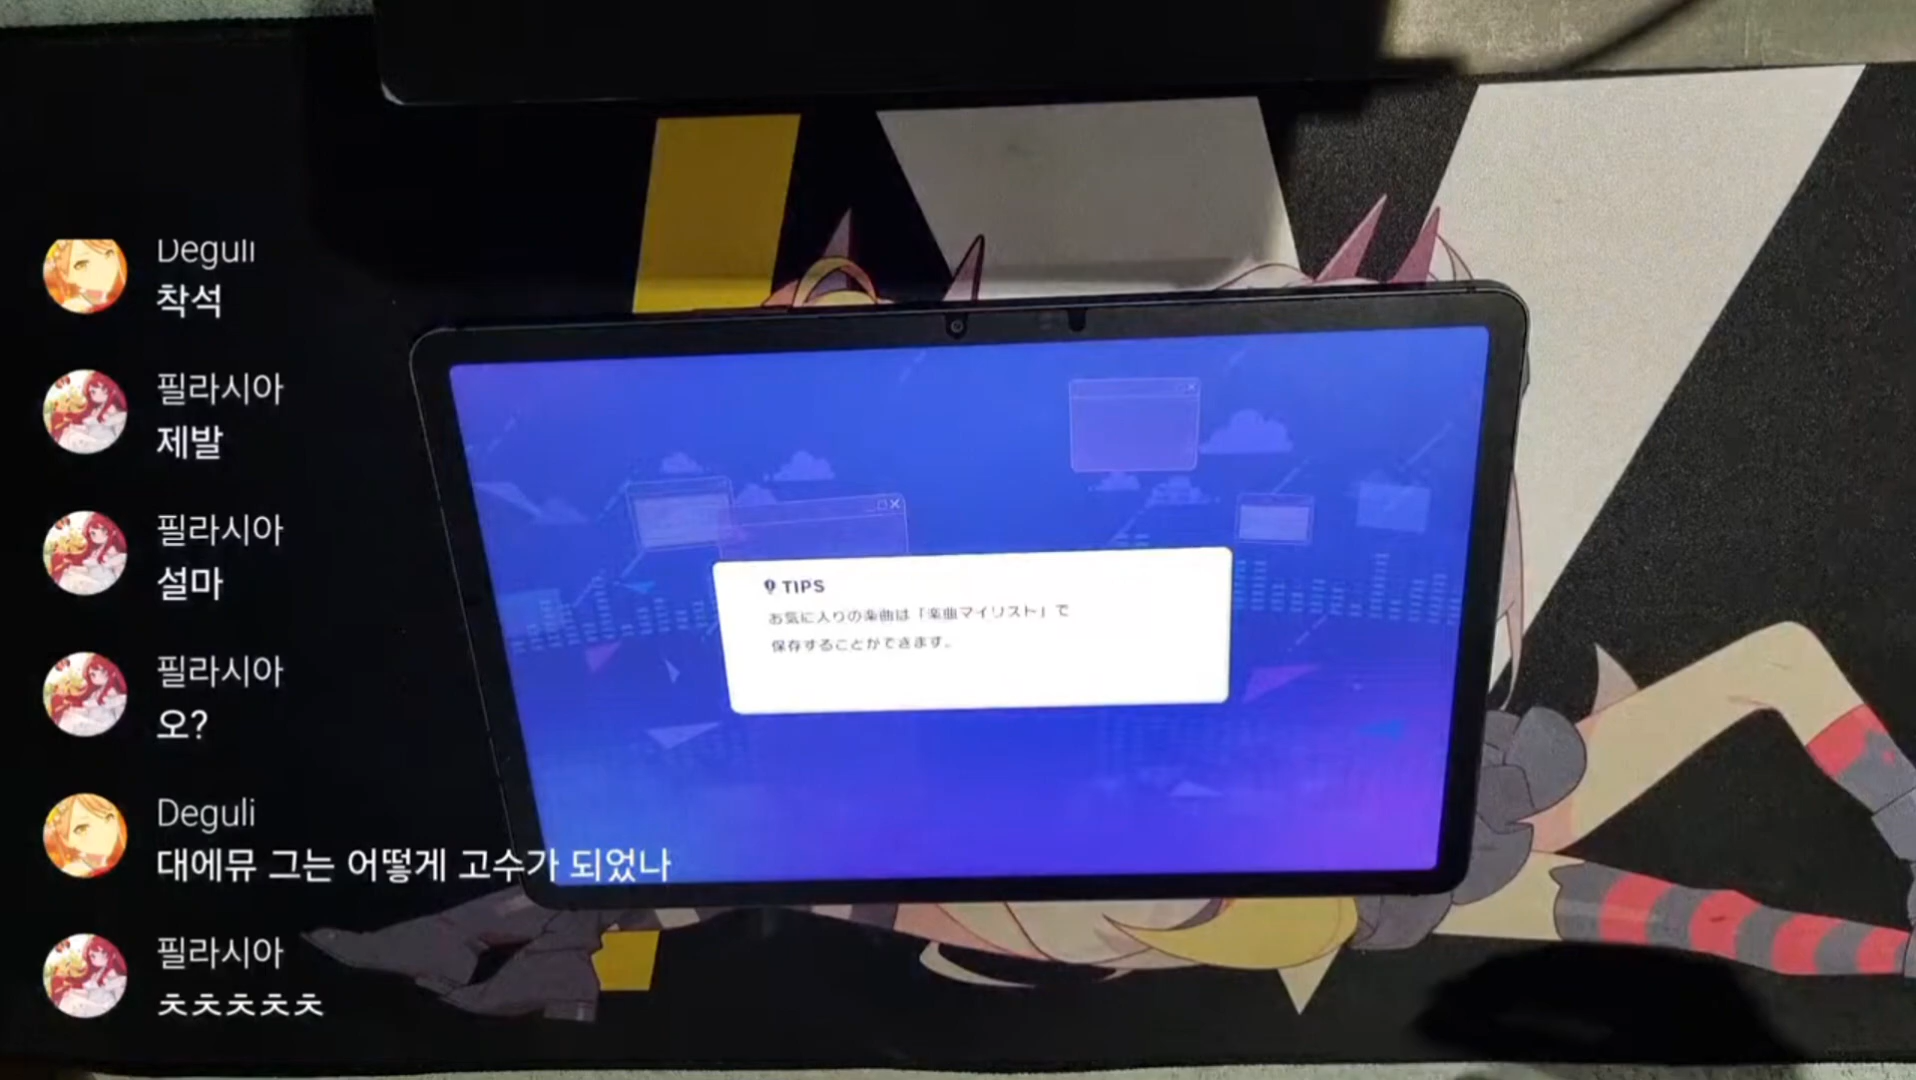 Deguli
착석
필라시아
제발
필라시아
설마
필라시아
오?
Deguli
대에뮤 그는 어떻게 고수가 되었나
필라시아
ㅊㅊㅊㅊㅊ
TIPS
お気に入りの楽曲は「楽曲マイリスト」で
保存することができます。